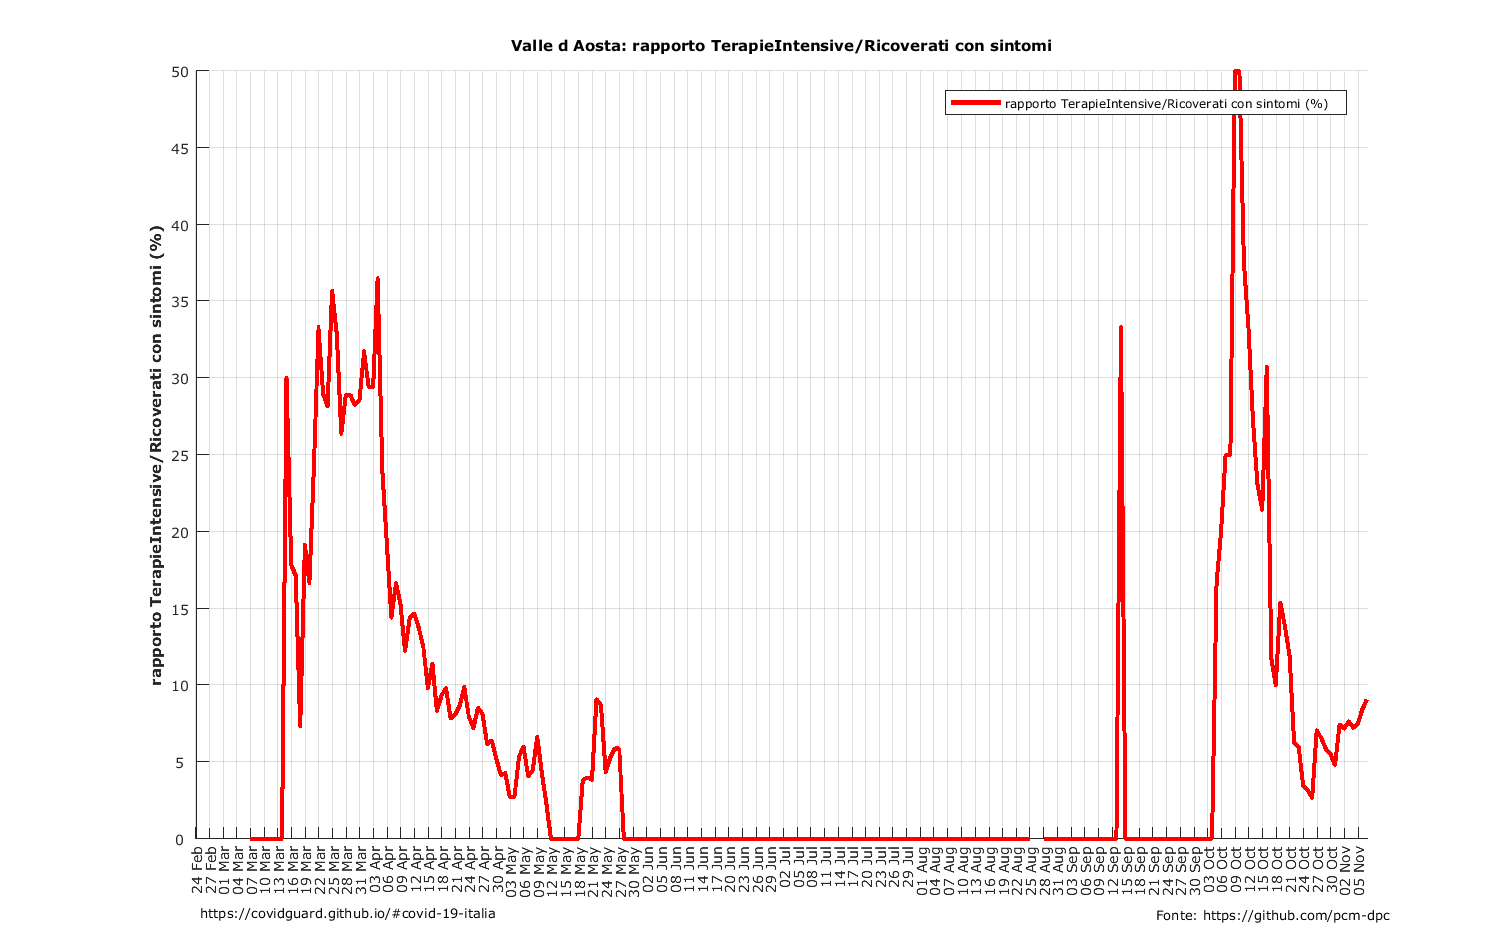 Valle d Aosta: rapporto TerapieIntensive/Ricoverati con sintomi
rapporto TerapieIntensive/Ricoverati con sintomi (%)
rapporto TerapieIntensive/Ricoverati con sintomi (%)
50
45
40
35
30
25
20
15
10
5
0
24 Feb
27 Feb
01 Mar
04 Mar
07 Mar
10 Mar
13 Mar
16 Mar
19 Mar
22 Mar
25 Mar
28 Mar
31 Mar
03 Apr
06 Apr
09 Apr
12 Apr
15 Apr
18 Apr
21 Apr
24 Apr
27 Apr
30 Apr
03 May
06 May
09 May
12 May
15 May
18 May
21 May
24 May
27 May
30 May
02 Jun
05 Jun
08 Jun
11 Jun
14 Jun
17 Jun
20 Jun
23 Jun
26 Jun
29 Jun
02 Jul
05 Jul
08 Jul
11 Jul
14 Jul
17 Jul
20 Jul
23 Jul
26 Jul
29 Jul
01 Aug
04 Aug
07 Aug
10 Aug
13 Aug
16 Aug
19 Aug
22 Aug
25 Aug
28 Aug
31 Aug
03 Sep
06 Sep
09 Sep
12 Sep
15 Sep
18 Sep
21 Sep
24 Sep
27 Sep
30 Sep
03 Oct
06 Oct
09 Oct
12 Oct
15 Oct
18 Oct
21 Oct
24 Oct
27 Oct
30 Oct
02 Nov
05 Nov
https://covidguard.github.io/#covid-19-italia
Fonte: https://github.com/pcm-dpc